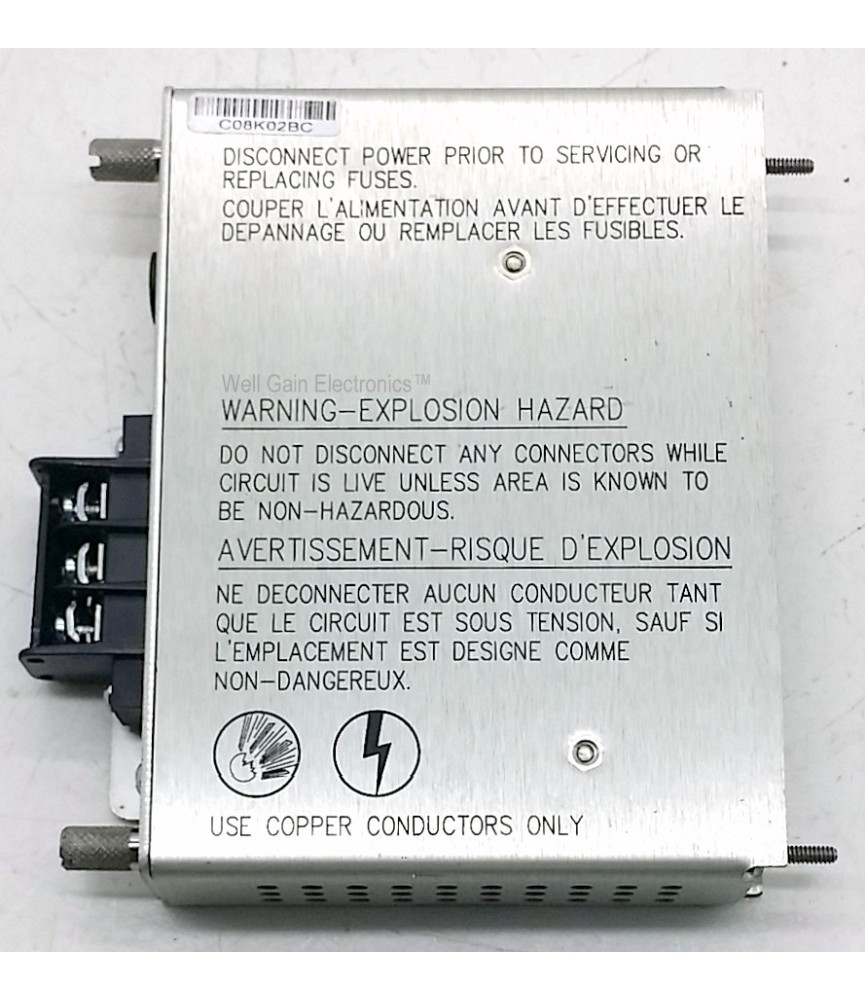 C08K02BC
DISCONNECT POWER PRIOR TO SERVICING OR
REPLACING FUSES.
COUPER L'ALIMENTATION AVANT D'EFFECTUER LE
DEPANNAGE OU REMPLACER LES FUSIBLES.
Well Gain Electronics™
WARNING-EXPLOSION HAZARD
DO NOT DISCONNECT ANY CONNECTORS WHILE
CIRCUIT IS LIVE UNLESS AREA IS KNOWN TO
BE NON-HAZARDOUS.
AVERTISSEMENT-RISQUE D'EXPLOSION
NE DECONNECTER AUCUN CONDUCTEUR TANT
QUE LE CIRCUIT EST SOUS TENSION, SAUF SI
L'EMPLACEMENT EST DESIGNE COMME
NON-DANGEREUX.
USE COPPER CONDUCTORS ONLY